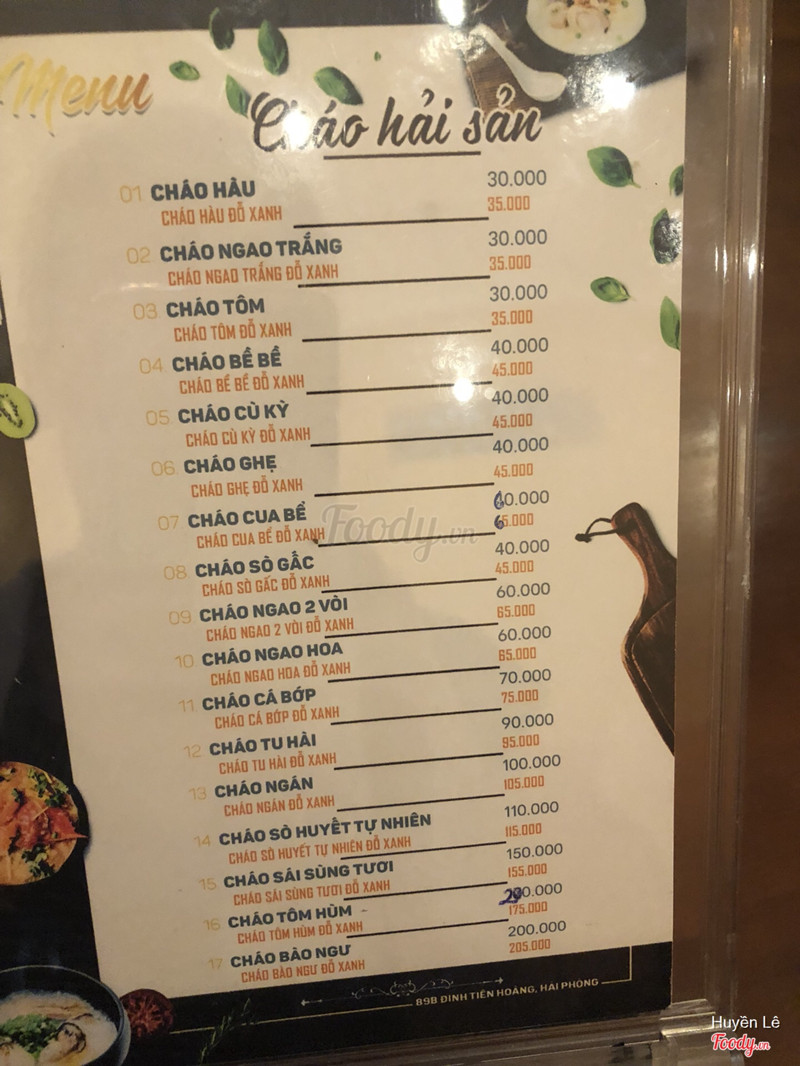 Menu
Cháo hải sản
01 CHÁO HÀU 30.000
CHÁO HÀU ĐỖ XANH 35.000
02 CHÁO NGAO TRẮNG 30.000
CHÁO NGAO TRẮNG ĐỖ XANH 35.000
03 CHÁO TÔM 30.000
CHÁO TÔM ĐỖ XANH 35.000
04 CHÁO BỀ BỀ 40.000
CHÁO BỀ BỀ ĐỖ XANH 45.000
05 CHÁO CÙ KỲ 40.000
CHÁO CÙ KỲ ĐỖ XANH 45.000
06 CHÁO GHẸ 40.000
CHÁO GHẸ ĐỖ XANH 45.000
07 CHÁO CUA BỂ 60.000
CHÁO CUA BỂ ĐỖ XANH 65.000
Foody.vn
08 CHÁO SÒ GẤC 40.000
CHÁO SÒ GẤC ĐỖ XANH 45.000
09 CHÁO NGAO 2 VÒI 60.000
CHÁO NGAO 2 VÒI ĐỖ XANH 65.000
10 CHÁO NGAO HOA 60.000
CHÁO NGAO HOA ĐỖ XANH 65.000
11 CHÁO CÁ BỚP 70.000
CHÁO CÁ BỚP ĐỖ XANH 75.000
12 CHÁO TU HÀI 90.000
CHÁO TU HÀI ĐỖ XANH 95.000
13 CHÁO NGÁN 100.000
CHÁO NGÁN ĐỖ XANH 105.000
14 CHÁO SÒ HUYẾT TỰ NHIÊN 110.000
CHÁO SÒ HUYẾT TỰ NHIÊN ĐỖ XANH 115.000
15 CHÁO SÁI SÙNG TƯƠI 150.000
CHÁO SÁI SÙNG TƯƠI ĐỖ XANH 155.000
16 CHÁO TÔM HÙM
CHÁO TÔM HÙM ĐỖ XANH 175.000
17 CHÁO BÀO NGƯ 200.000
CHÁO BÀO NGƯ ĐỖ XANH 205.000
89B ĐINH TIÊN HOÀNG, HẢI PHÒNG
Huyền Lê
Foody.vn